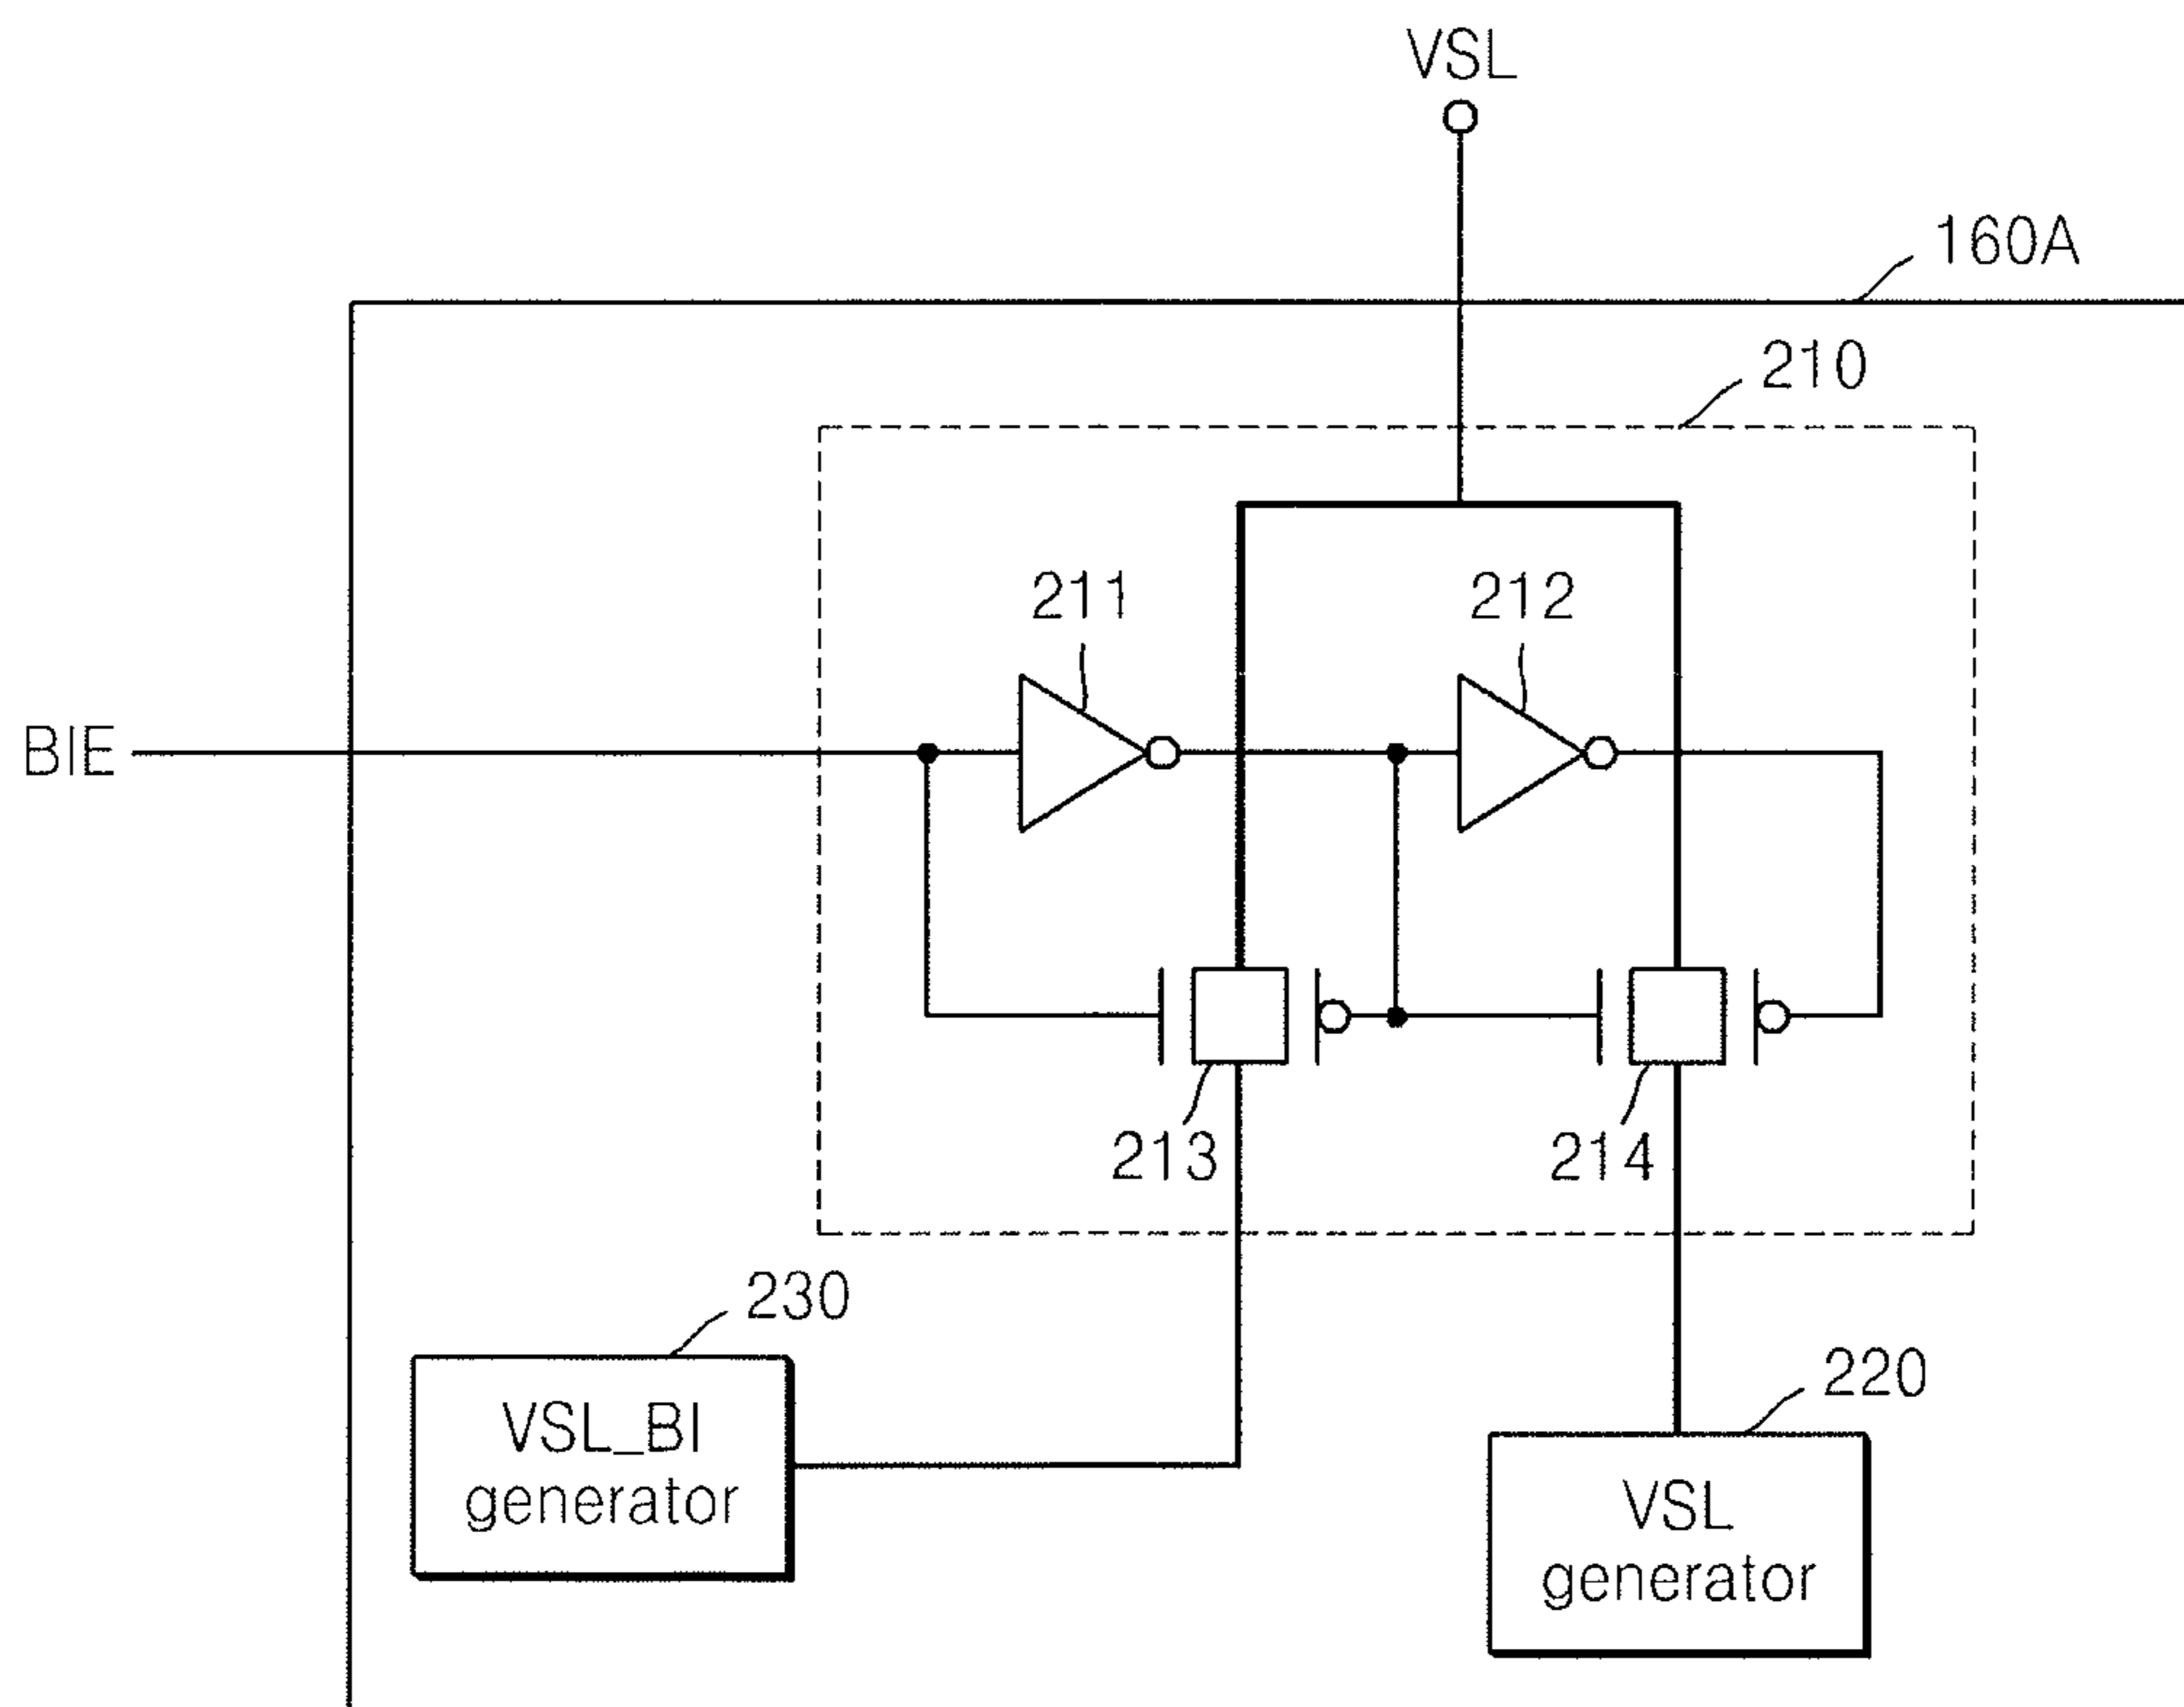 VSL
160A
210
211
212
BIE
213
214
230
VSL_BI
generator
220
VSL
generator